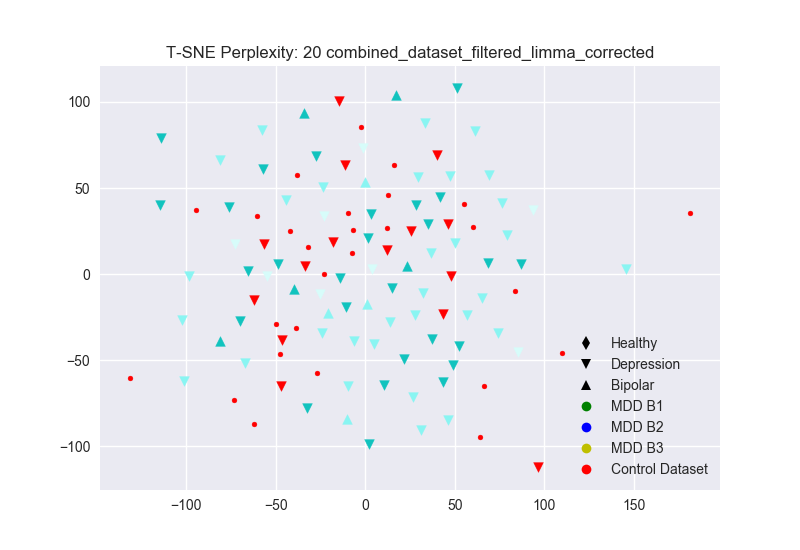 T-SNE Perplexity: 20 combined_dataset_filtered_limma_corrected
100
50
0
−50
−100
−100
−50
0
50
100
150
Healthy
Depression
Bipolar
MDD B1
MDD B2
MDD B3
Control Dataset